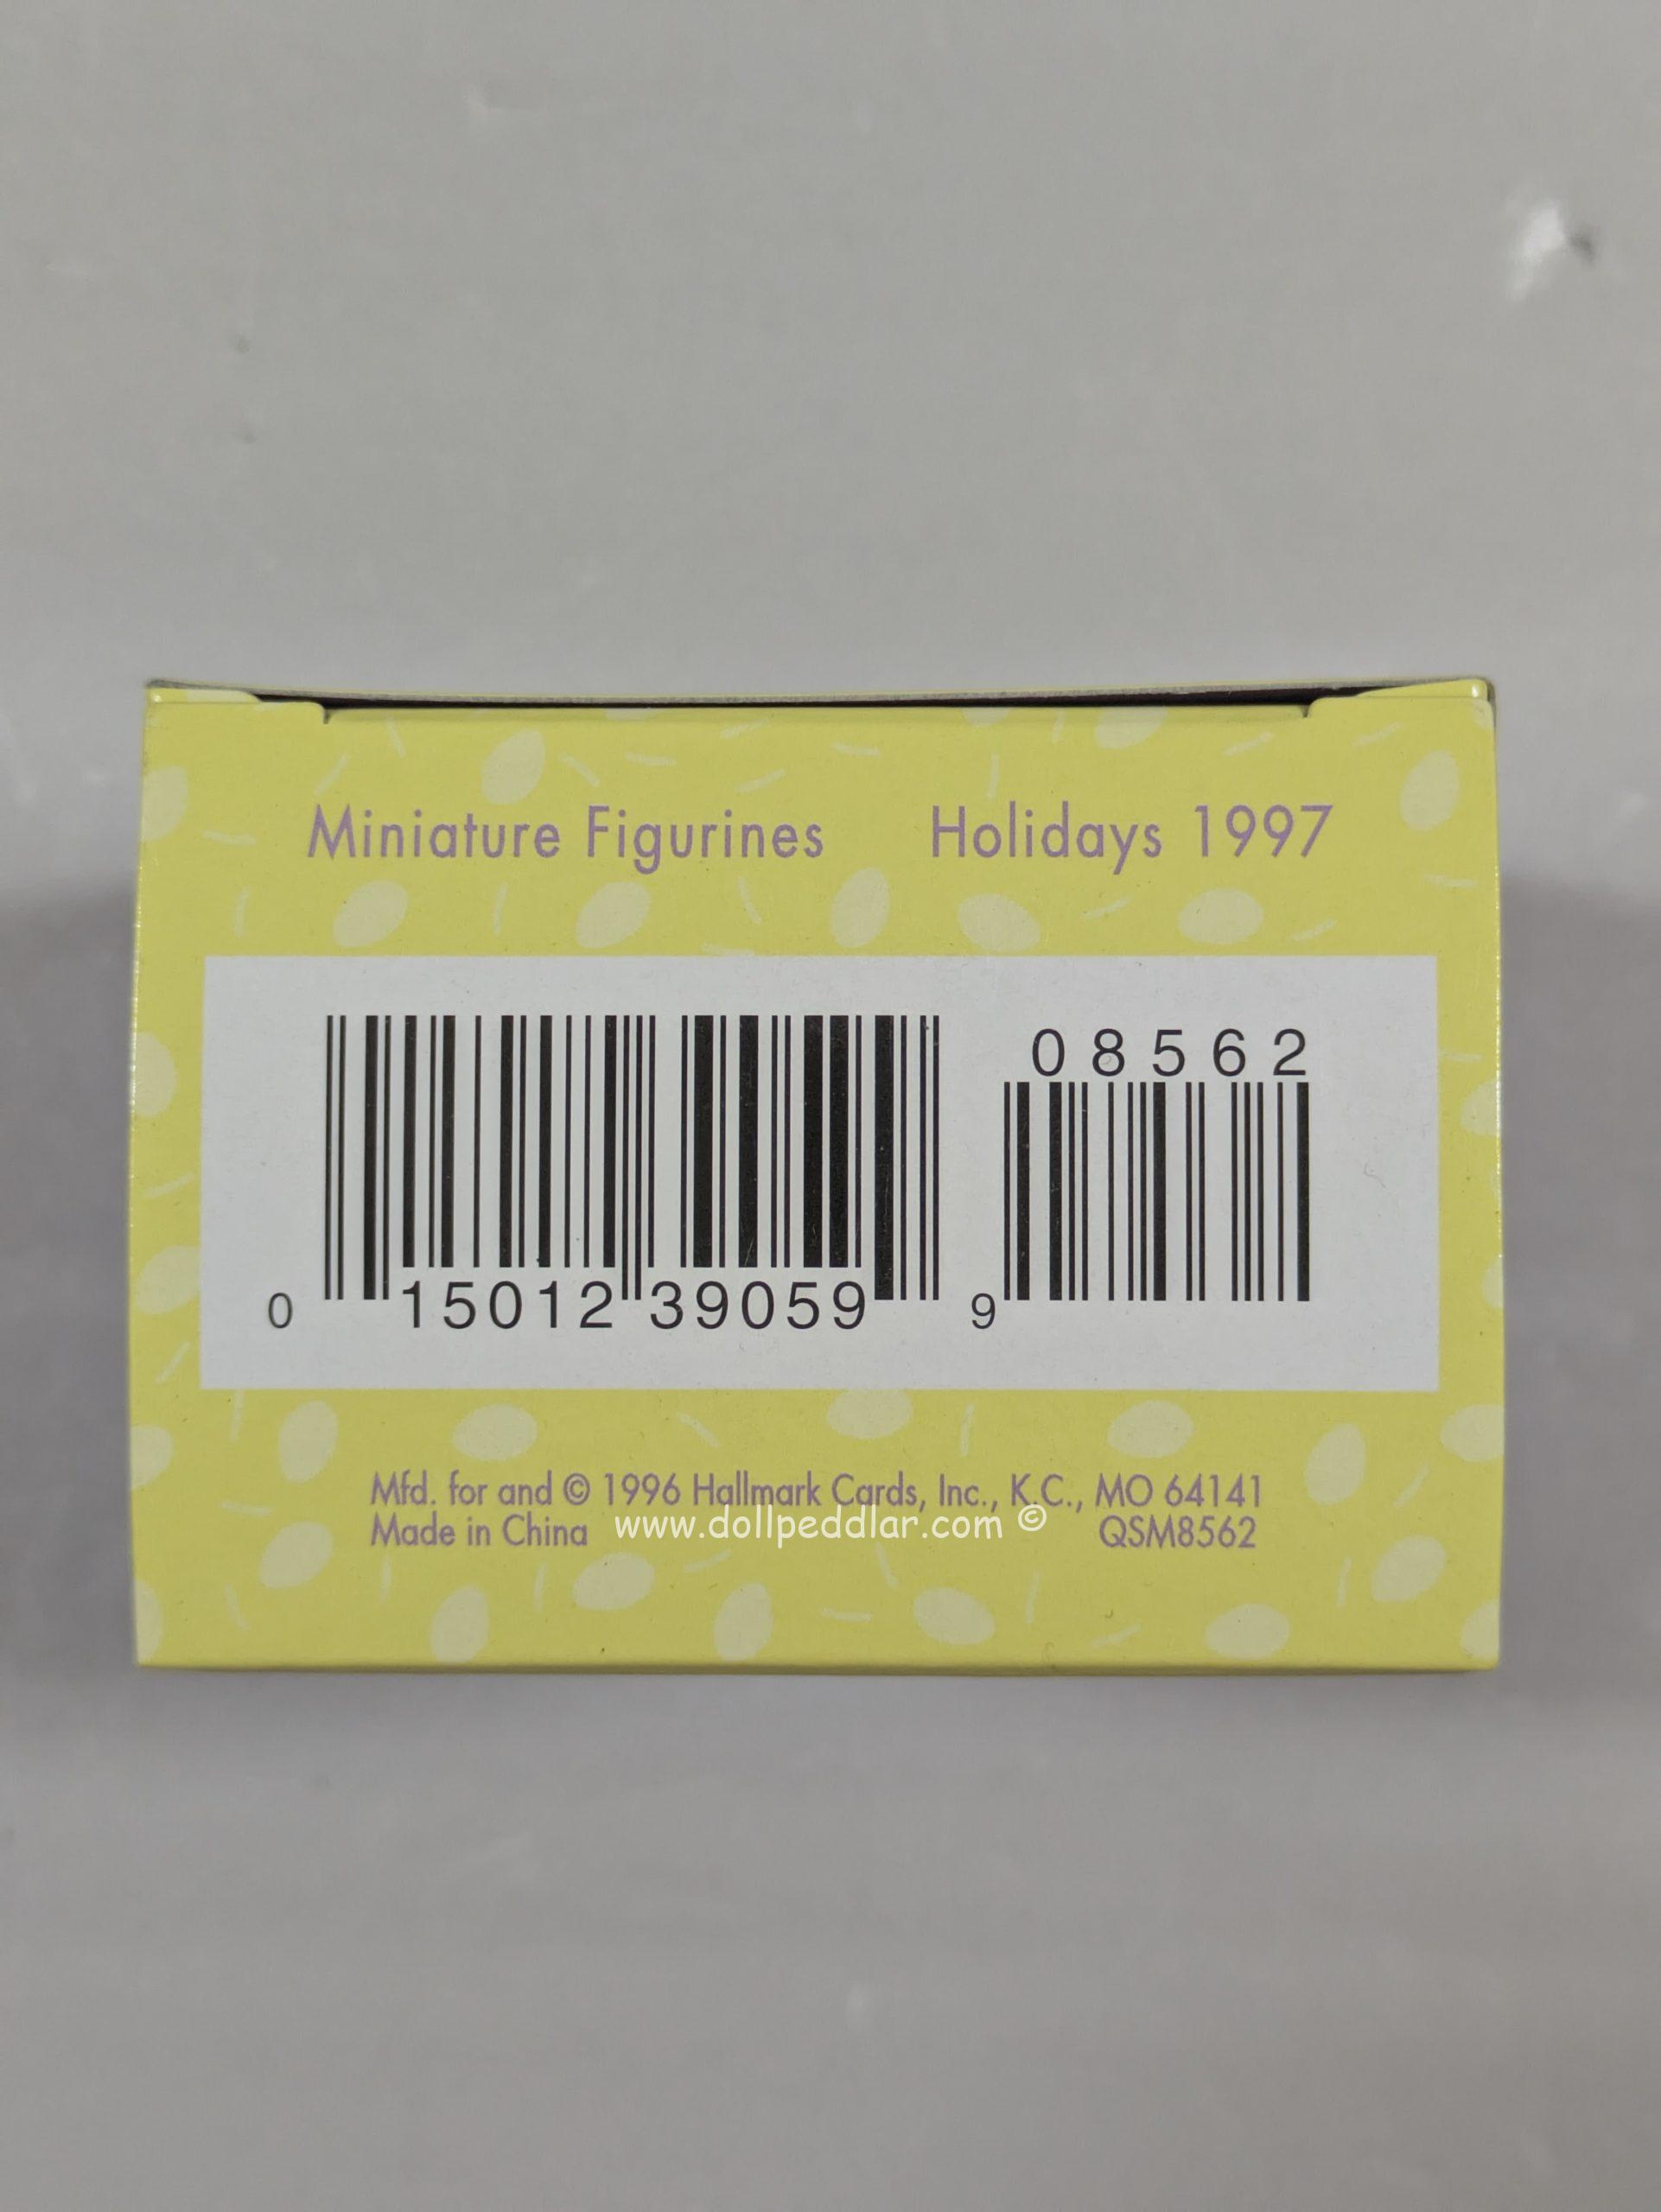 Miniature Figurines Holidays 1997
08562
0 15012 39059 9
Mfd. for and © 1996 Hallmark Cards, Inc., K.C., MO 64141
Made in China www.dollpeddlar.com © QSM8562